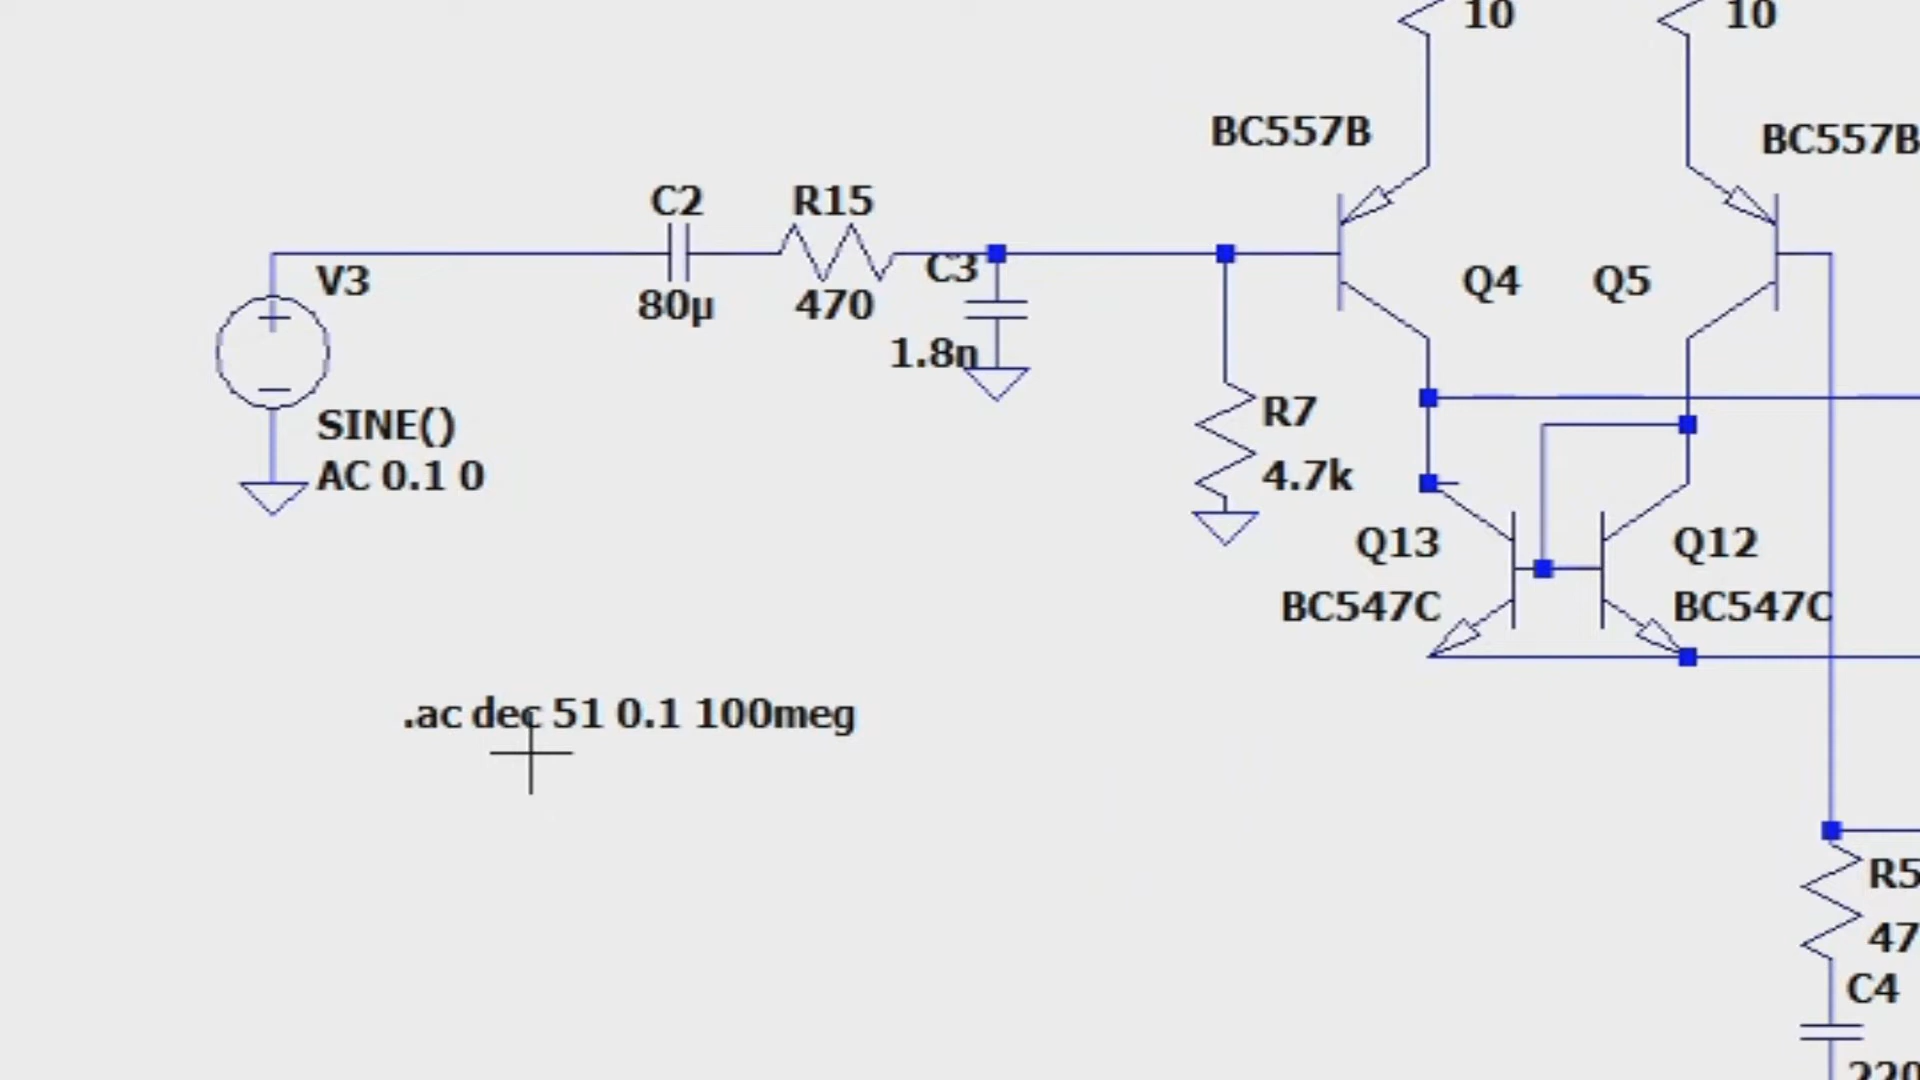 10
10
BC557B
BC557B
C2
R15
V3
C3
Q4
Q5
80µ
470
1.8n
R7
SINE()
4.7k
AC 0.1 0
Q13
Q12
BC547C
BC547C
.ac dec 51 0.1 100meg
R5
47
C4
220